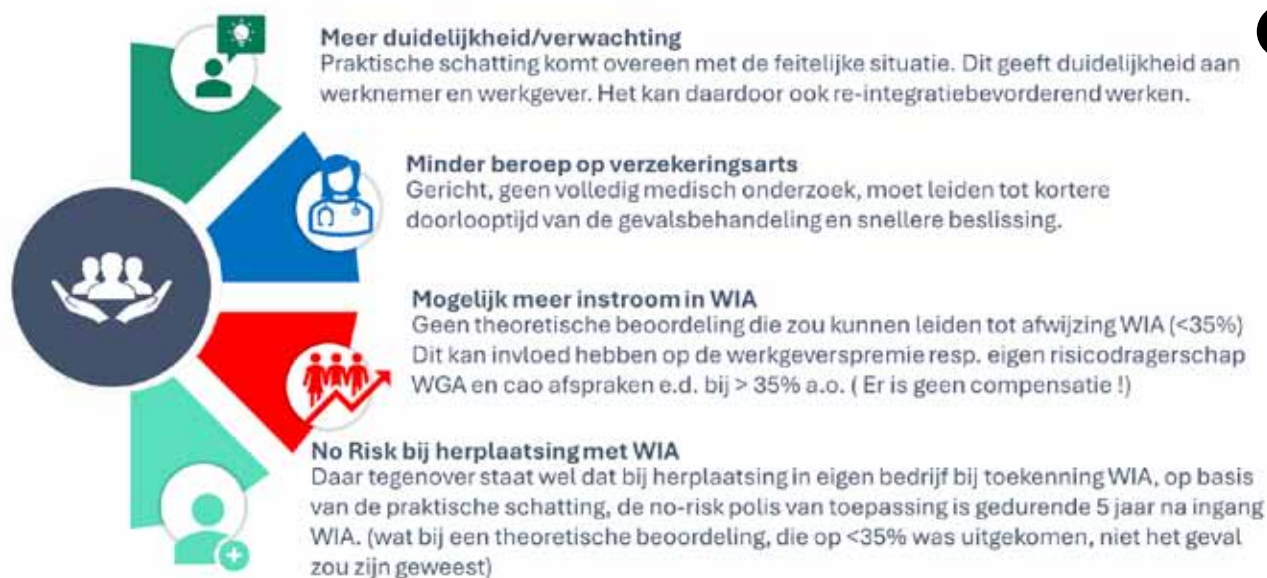 Meer duidelijkheid/verwachting
Praktische schatting komt overeen met de feitelijke situatie. Dit geeft duidelijkheid aan
werknemer en werkgever. Het kan daardoor ook re-integratiebevorderend werken.
Minder beroep op verzekeringsarts
Gericht, geen volledig medisch onderzoek, moet leiden tot kortere
doorlooptijd van de gevalsbehandeling en snellere beslissing.
Mogelijk meer instroom in WIA
Geen theoretische beoordeling die zou kunnen leiden tot afwijzing WIA (<35%)
Dit kan invloed hebben op de werkgeverspremie resp. eigen risicodragerschap
WGA en cao afspraken e.d. bij > 35% a.o. ( Er is geen compensatie !)
No Risk bij herplaatsing met WIA
Daar tegenover staat wel dat bij herplaatsing in eigen bedrijf bij toekenning WIA, op basis
van de praktische schatting, de no-risk polis van toepassing is gedurende 5 jaar na ingang
WIA. (wat bij een theoretische beoordeling, die op <35% was uitgekomen, niet het geval
zou zijn geweest)